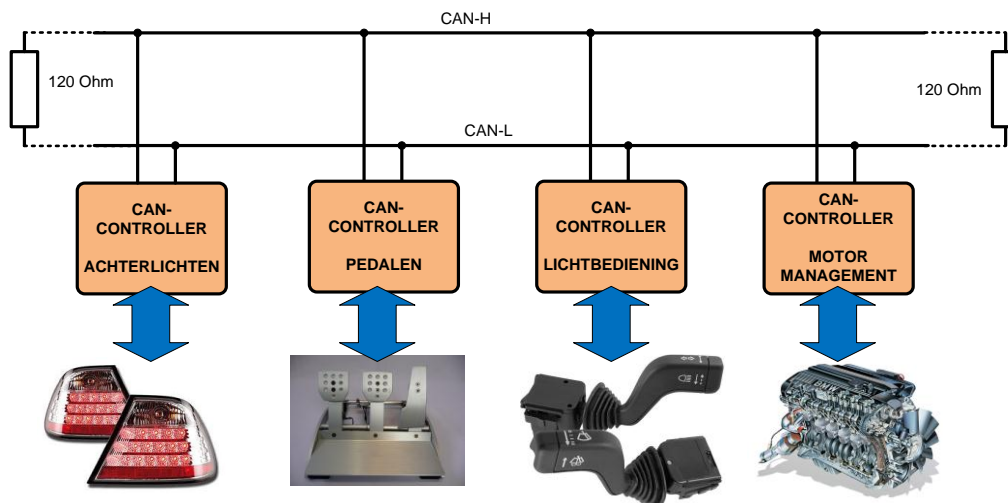 CAN-H
120 Ohm
120 Ohm
CAN-L
CAN-
CONTROLLER
ACHTERLICHTEN
CAN-
CONTROLLER
PEDALEN
CAN-
CONTROLLER
LICHTBEDIENING
CAN-
CONTROLLER
MOTOR
MANAGEMENT